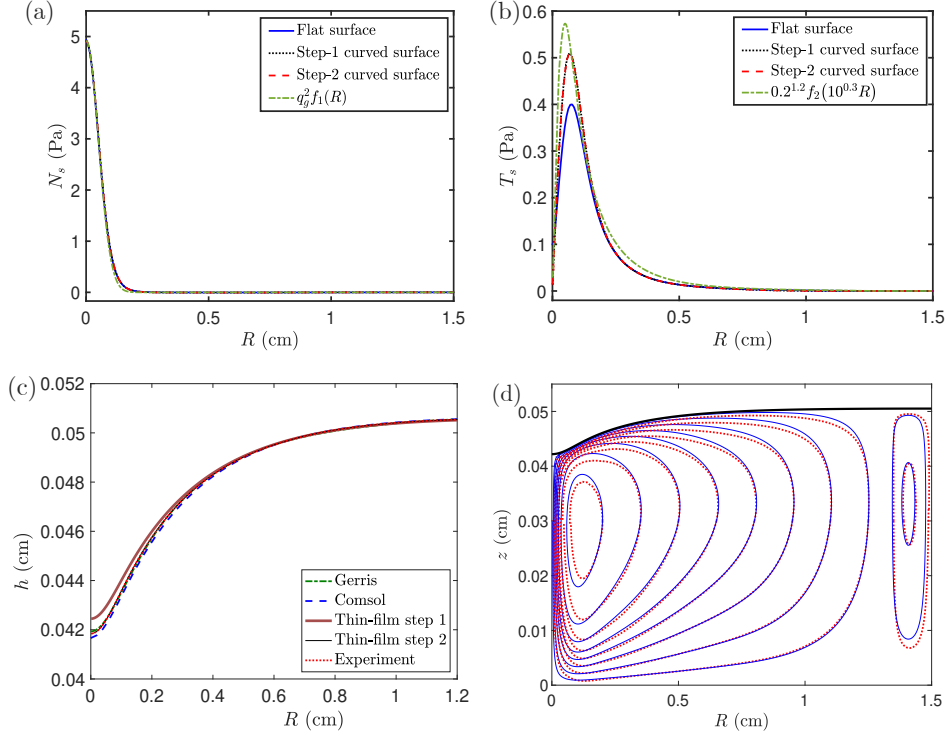 (a)
5
4
3
2
1
0
N_s (Pa)
0 0.5 1 1.5
R (cm)
Flat surface
Step-1 curved surface
Step-2 curved surface
q_g^2 f_1(R)
(b)
0.6
0.5
0.4
0.3
0.2
0.1
0
T_s (Pa)
0 0.5 1 1.5
R (cm)
Flat surface
Step-1 curved surface
Step-2 curved surface
0.2^{1.2} f_2(10^{0.3}R)
(c)
0.052
0.05
0.048
0.046
0.044
0.042
0.04
h (cm)
0 0.2 0.4 0.6 0.8 1 1.2
R (cm)
Gerris
Comsol
Thin-film step 1
Thin-film step 2
Experiment
(d)
0.05
0.04
0.03
0.02
0.01
0
z (cm)
0 0.5 1 1.5
R (cm)